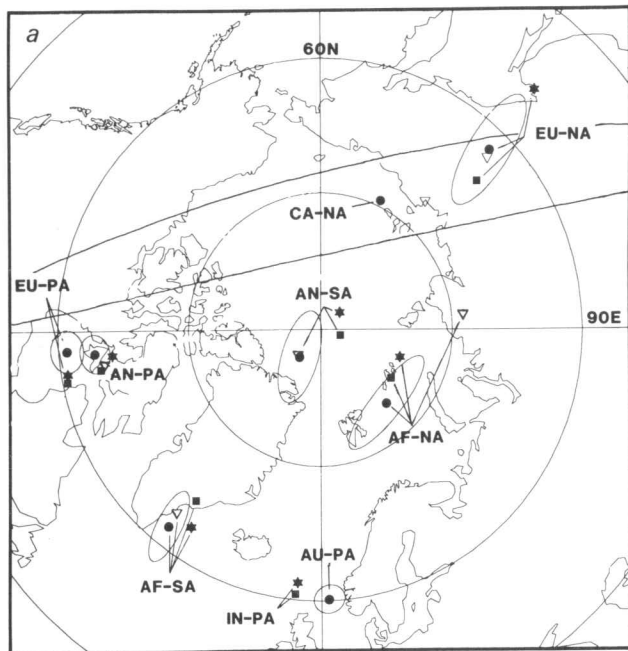 a
60N
EU–NA
CA–NA
EU–PA
AN–SA
90E
AN–PA
AF–NA
AU–PA
AF–SA
IN–PA